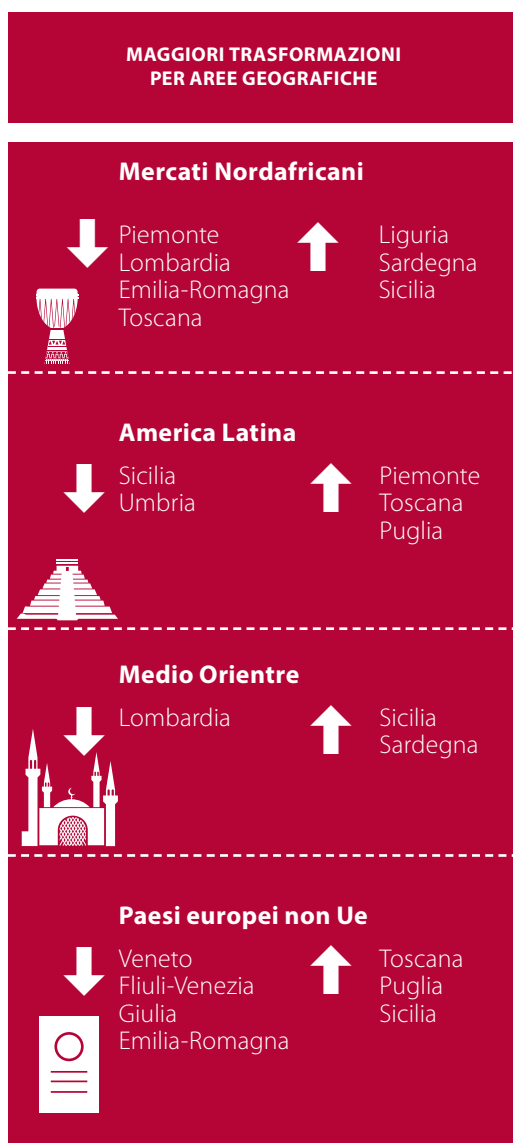 MAGGIORI TRASFORMAZIONI
PER AREE GEOGRAFICHE
Mercati Nordafricani
Piemonte
Lombardia
Emilia-Romagna
Toscana
Liguria
Sardegna
Sicilia
America Latina
Sicilia
Umbria
Piemonte
Toscana
Puglia
Medio Orientre
Lombardia
Sicilia
Sardegna
Paesi europei non Ue
Veneto
Fliuli-Venezia
Giulia
Emilia-Romagna
Toscana
Puglia
Sicilia